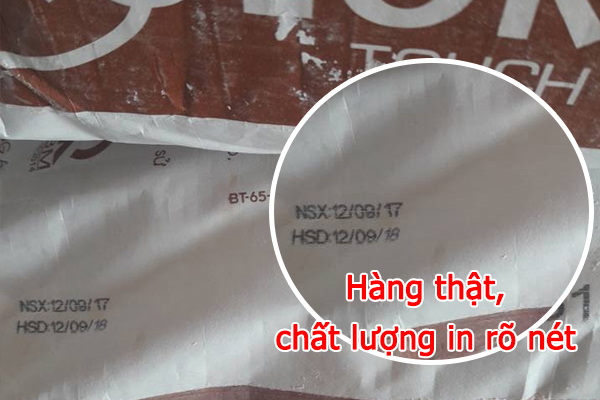 TOUCH
BT-65-
NSX:12/09/17
HSD:12/09/18
NSX:12/09/17
HSD:12/09/18
Hàng thật,
chất lượng in rõ nét